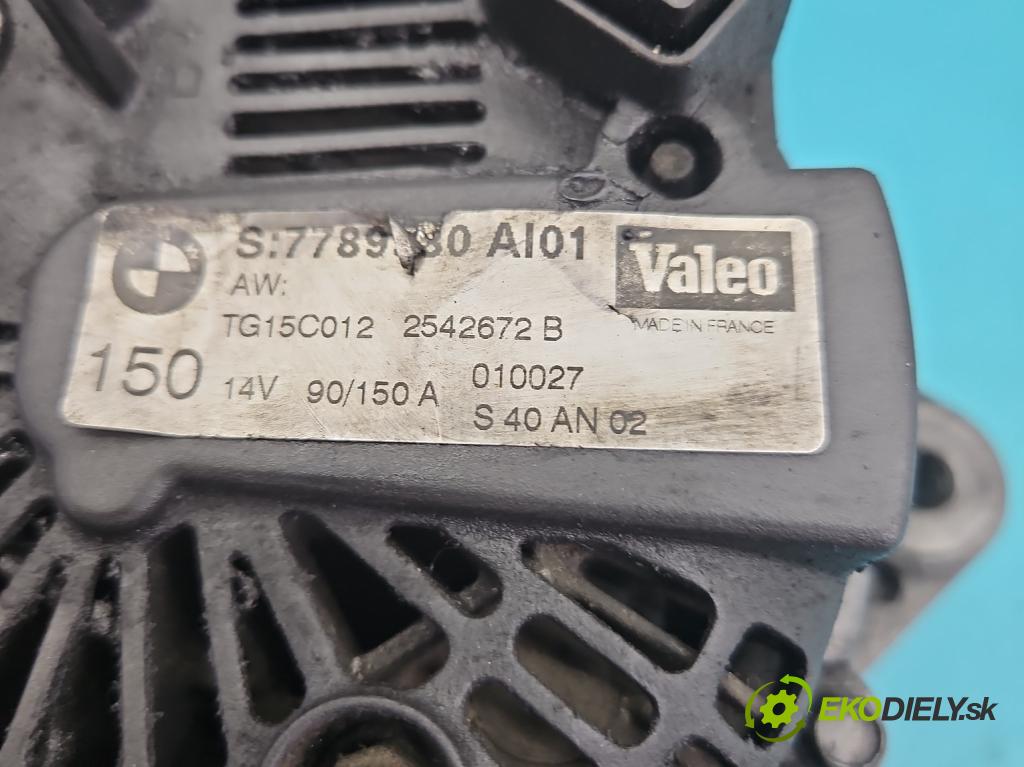 S:7789 80 AI01
Valeo
AW:
MADE IN FRANCE
TG15C012 2542672 B
150 14V 90/150 A 010027
S 40 AN 02
EKODIELY.sk